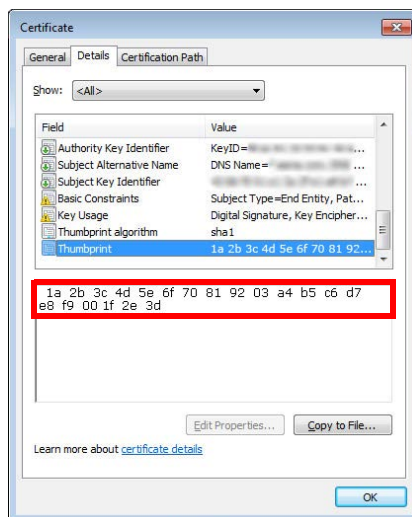 Certificate
General Details Certification Path
Show: <All>
Field Value
Authority Key Identifier KeyID=
Subject Alternative Name DNS Name= ...
Subject Key Identifier ...
Basic Constraints Subject Type=End Entity, Pat...
Key Usage Digital Signature, Key Encipher...
Thumbprint algorithm sha1
Thumbprint 1a 2b 3c 4d 5e 6f 70 81 92...
1a 2b 3c 4d 5e 6f 70 81 92 03 a4 b5 c6 d7
e8 f9 00 1f 2e 3d
Edit Properties... Copy to File...
Learn more about certificate details
OK